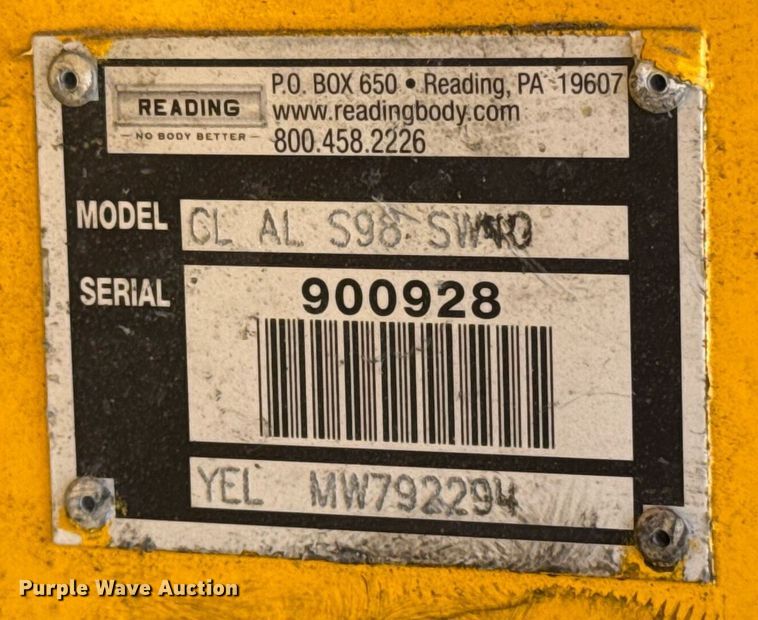 READING
NO BODY BETTER
P.O. BOX 650 • Reading, PA 19607
www.readingbody.com
800.458.2226
MODEL CL AL S98
SERIAL 900928
YEL MW792294
Purple Wave Auction